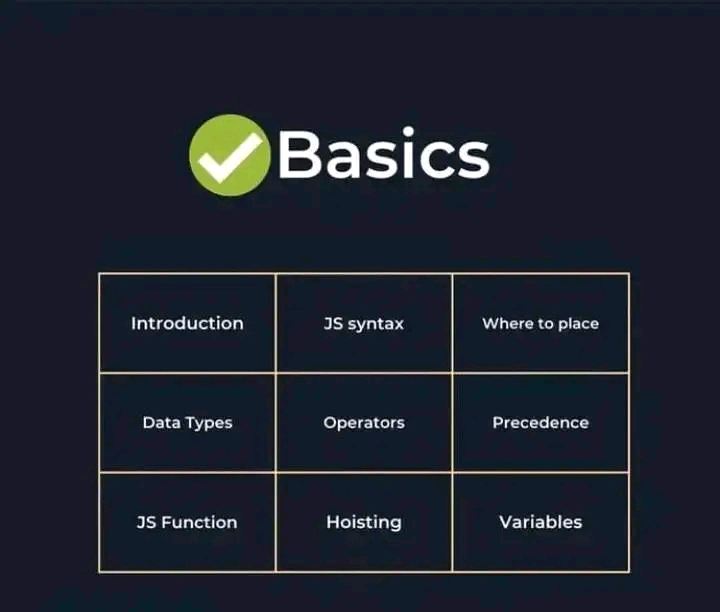 Basics
Introduction
JS syntax
Where to place
Data Types
Operators
Precedence
JS Function
Hoisting
Variables